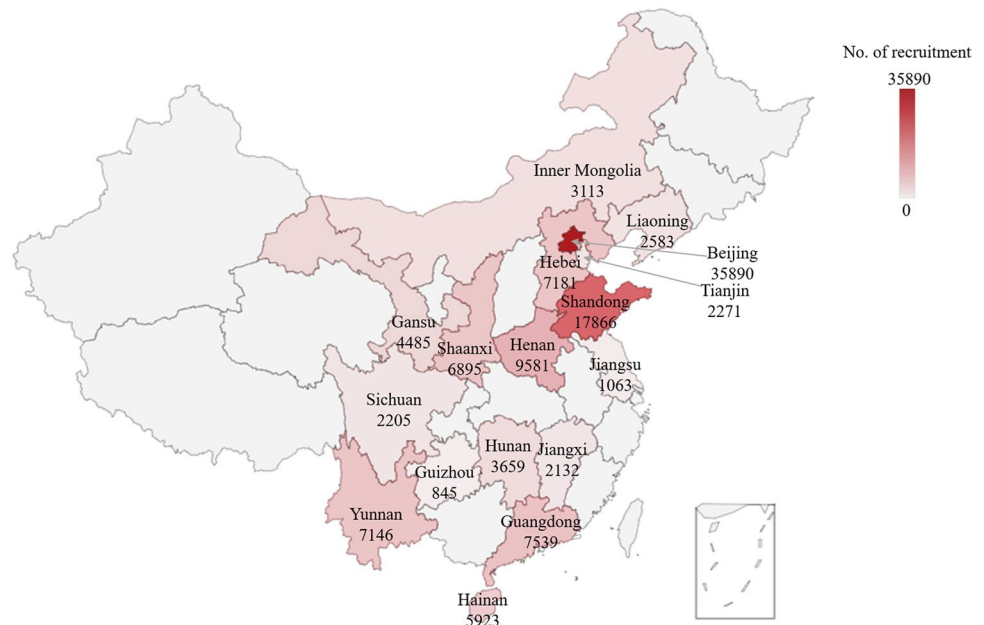 No. of recruitment
35890
0
Inner Mongolia
3113
Liaoning
2583
Beijing
35890
Hebei
7181
Tianjin
2271
Shandong
17866
Gansu
4485
Shaanxi
6895
Henan
9581
Jiangsu
1063
Sichuan
2205
Hunan
3659
Jiangxi
2132
Guizhou
845
Yunnan
7146
Guangdong
7539
Hainan
5923